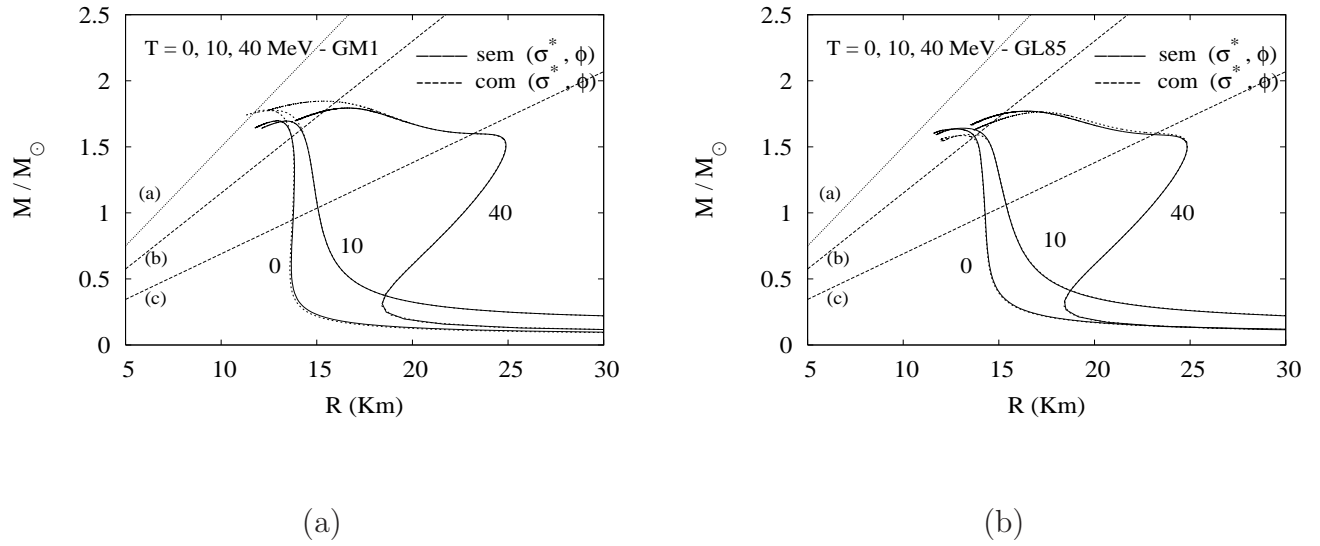 T = 0, 10, 40 MeV - GM1
sem (σ*, ϕ)
com (σ*, ϕ)
2.5
2
1.5
1
0.5
0
M / M⊙
(a)
(b)
(c)
0
10
40
5
10
15
20
25
30
R (Km)
(a)
T = 0, 10, 40 MeV - GL85
sem (σ*, ϕ)
com (σ*, ϕ)
2.5
2
1.5
1
0.5
0
M / M⊙
(a)
(b)
(c)
0
10
40
5
10
15
20
25
30
R (Km)
(b)